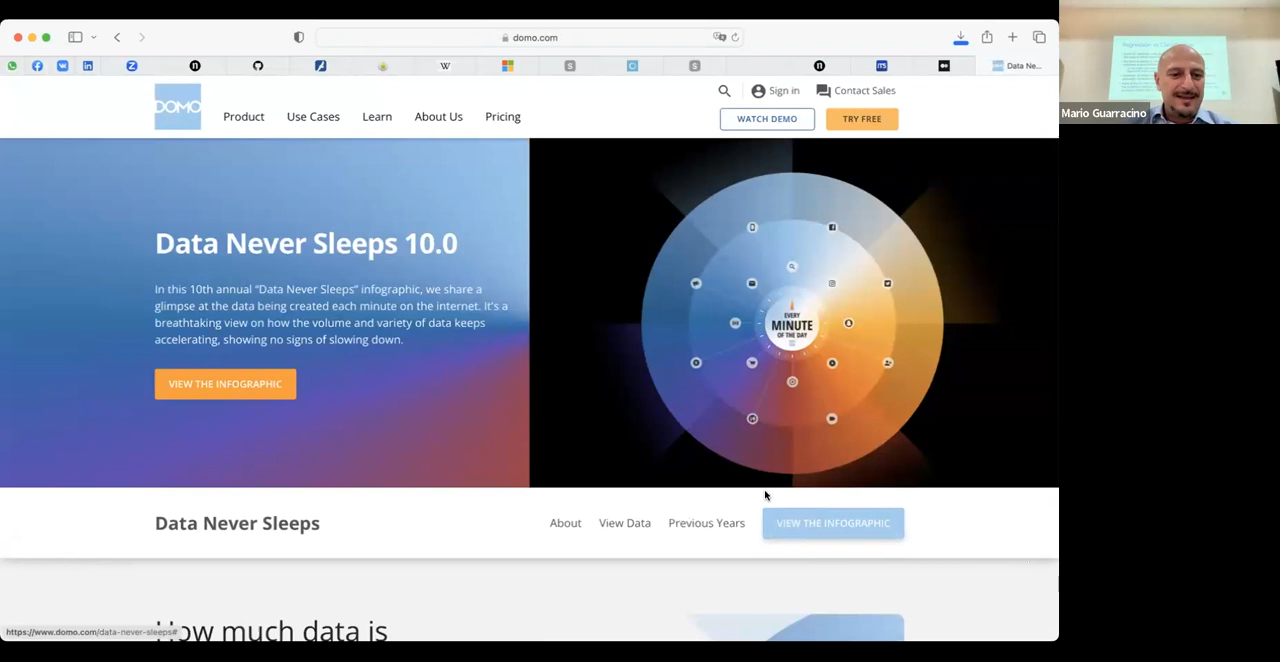 domo.com
Data Ne...
DOMO
Sign in
Contact Sales
Product
Use Cases
Learn
About Us
Pricing
WATCH DEMO
TRY FREE
Mario Guarracino
Data Never Sleeps 10.0
In this 10th annual “Data Never Sleeps” infographic, we share a
glimpse at the data being created each minute on the internet. It's a
breathtaking view on how the volume and variety of data keeps
accelerating, showing no signs of slowing down.
VIEW THE INFOGRAPHIC
EVERY
MINUTE
OF THE DAY
Data Never Sleeps
About
View Data
Previous Years
VIEW THE INFOGRAPHIC
How much data is
https://www.domo.com/data-never-sleeps#